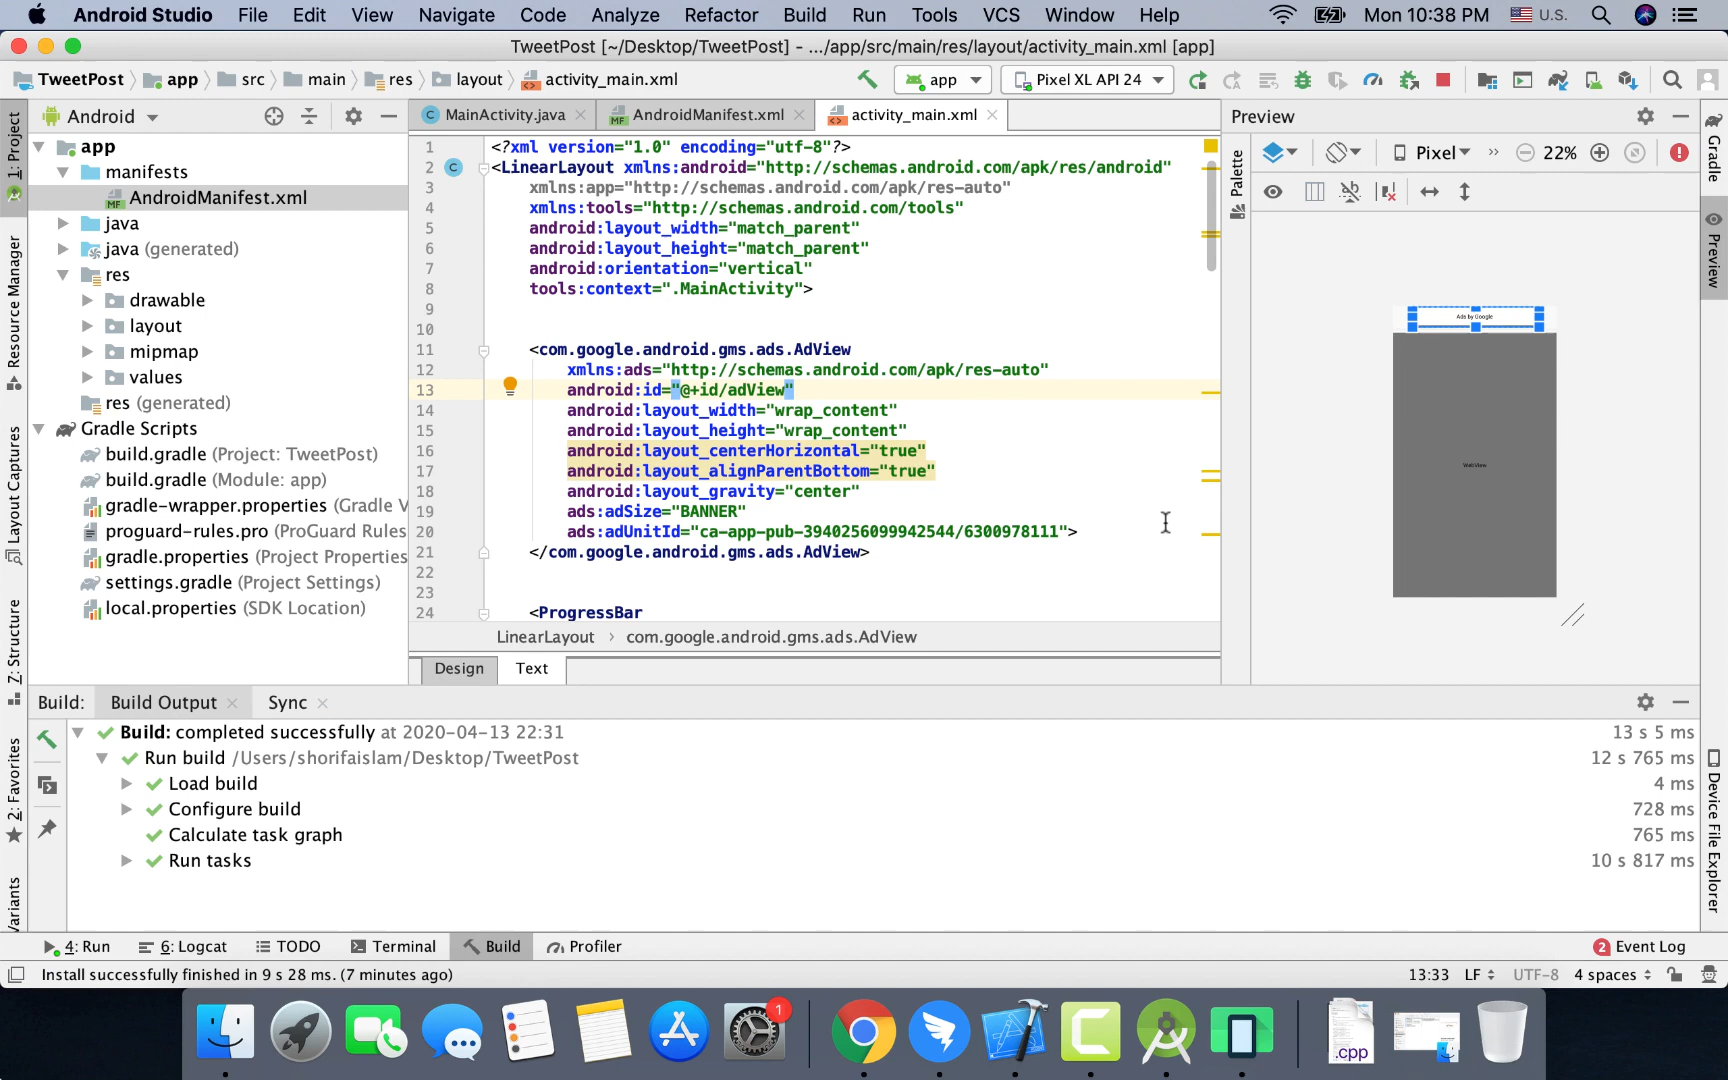 Android Studio File Edit View Navigate Code Analyze Refactor Build Run Tools VCS Window Help Mon 10:38 PM U.S.
TweetPost [~/Desktop/TweetPost] - .../app/src/main/res/layout/activity_main.xml [app]
TweetPost app src main res layout activity_main.xml app Pixel XL API 24
Android
MainActivity.java AndroidManifest.xml activity_main.xml
Preview
1: Project
Resource Manager
Layout Captures
Z: Structure
2: Favorites
app
manifests
AndroidManifest.xml
java
java (generated)
res
drawable
layout
mipmap
values
res (generated)
Gradle Scripts
build.gradle (Project: TweetPost)
build.gradle (Module: app)
gradle-wrapper.properties (Gradle V
proguard-rules.pro (ProGuard Rules
gradle.properties (Project Properties
settings.gradle (Project Settings)
local.properties (SDK Location)
1 <?xml version="1.0" encoding="utf-8"?>
2 <LinearLayout xmlns:android="http://schemas.android.com/apk/res/android"
3 xmlns:app="http://schemas.android.com/apk/res-auto"
4 xmlns:tools="http://schemas.android.com/tools"
5 android:layout_width="match_parent"
6 android:layout_height="match_parent"
7 android:orientation="vertical"
8 tools:context=".MainActivity">
9
10
11 <com.google.android.gms.ads.AdView
12 xmlns:ads="http://schemas.android.com/apk/res-auto"
13 android:id="@+id/adView"
14 android:layout_width="wrap_content"
15 android:layout_height="wrap_content"
16 android:layout_centerHorizontal="true"
17 android:layout_alignParentBottom="true"
18 android:layout_gravity="center"
19 ads:adSize="BANNER"
20 ads:adUnitId="ca-app-pub-3940256099942544/6300978111">
21 </com.google.android.gms.ads.AdView>
22
23
24 <ProgressBar
LinearLayout › com.google.android.gms.ads.AdView
Design Text
Palette
Pixel 22%
Ads by Google
WebView
Gradle
Preview
Device File Explorer
Build: Build Output Sync
Build: completed successfully at 2020-04-13 22:31 13 s 5 ms
Run build /Users/shorifaislam/Desktop/TweetPost 12 s 765 ms
Load build 4 ms
Configure build 728 ms
Calculate task graph 765 ms
Run tasks 10 s 817 ms
4: Run 6: Logcat TODO Terminal Build Profiler 2 Event Log
Install successfully finished in 9 s 28 ms. (7 minutes ago) 13:33 LF UTF-8 4 spaces
1
.cpp